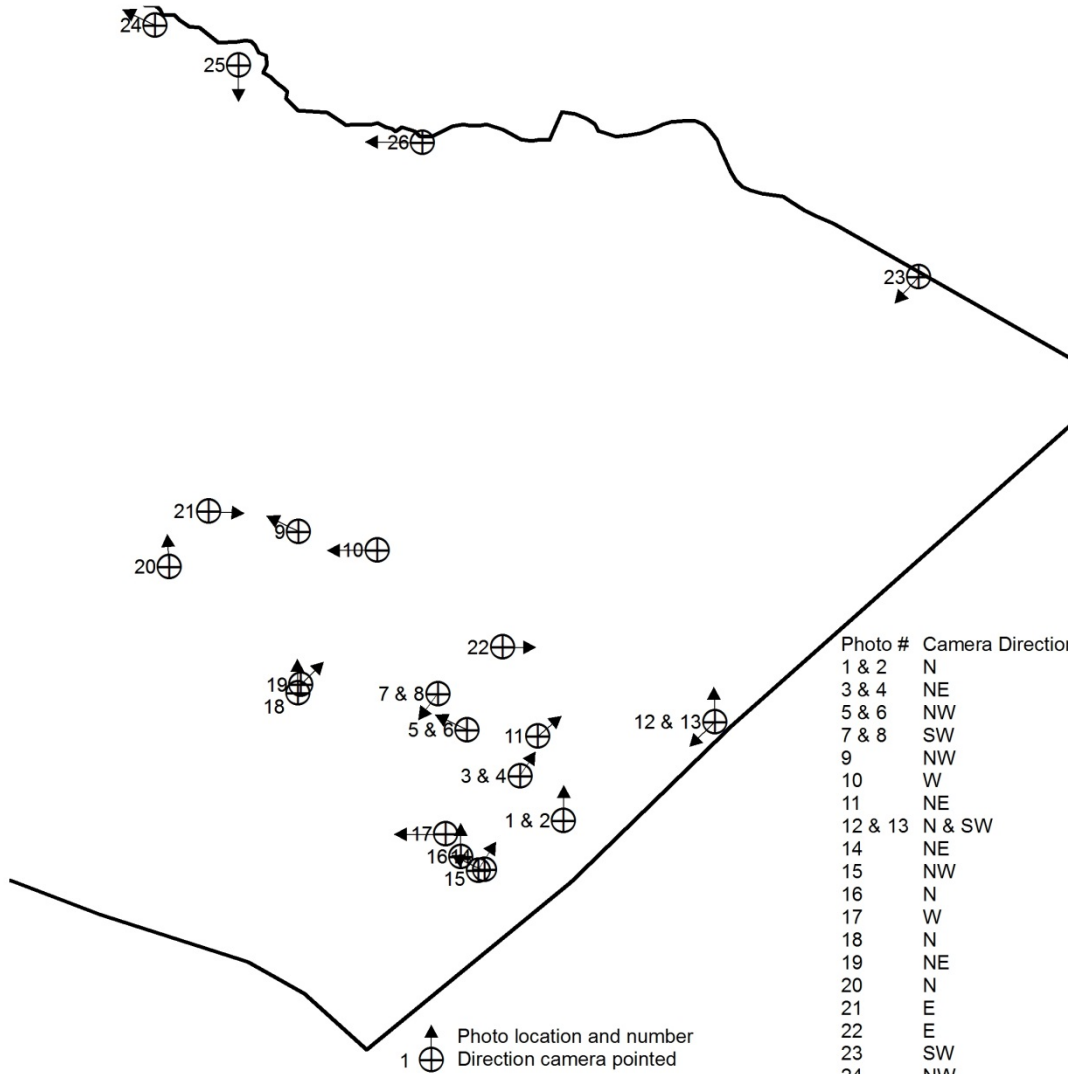 24
25
26
23
21
9
10
20
22
19
18
7 & 8
5 & 6
11
12 & 13
3 & 4
1 & 2
17
16
14
15
Photo # Camera Direction
1 & 2 N
3 & 4 NE
5 & 6 NW
7 & 8 SW
9 NW
10 W
11 NE
12 & 13 N & SW
14 NE
15 NW
16 N
17 W
18 N
19 NE
20 N
21 E
22 E
23 SW
24 NW
Photo location and number
1 Direction camera pointed